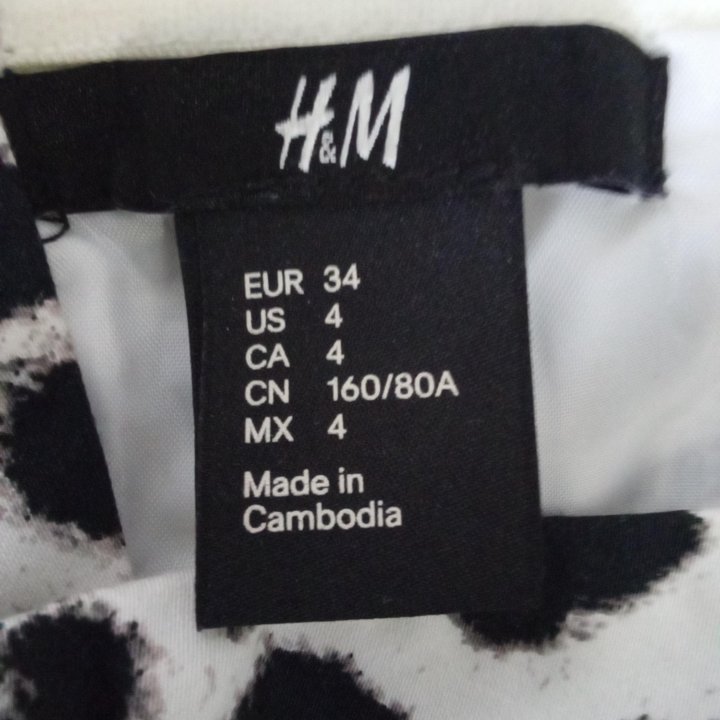 H&M
EUR 34
US 4
CA 4
CN 160/80A
MX 4
Made in
Cambodia